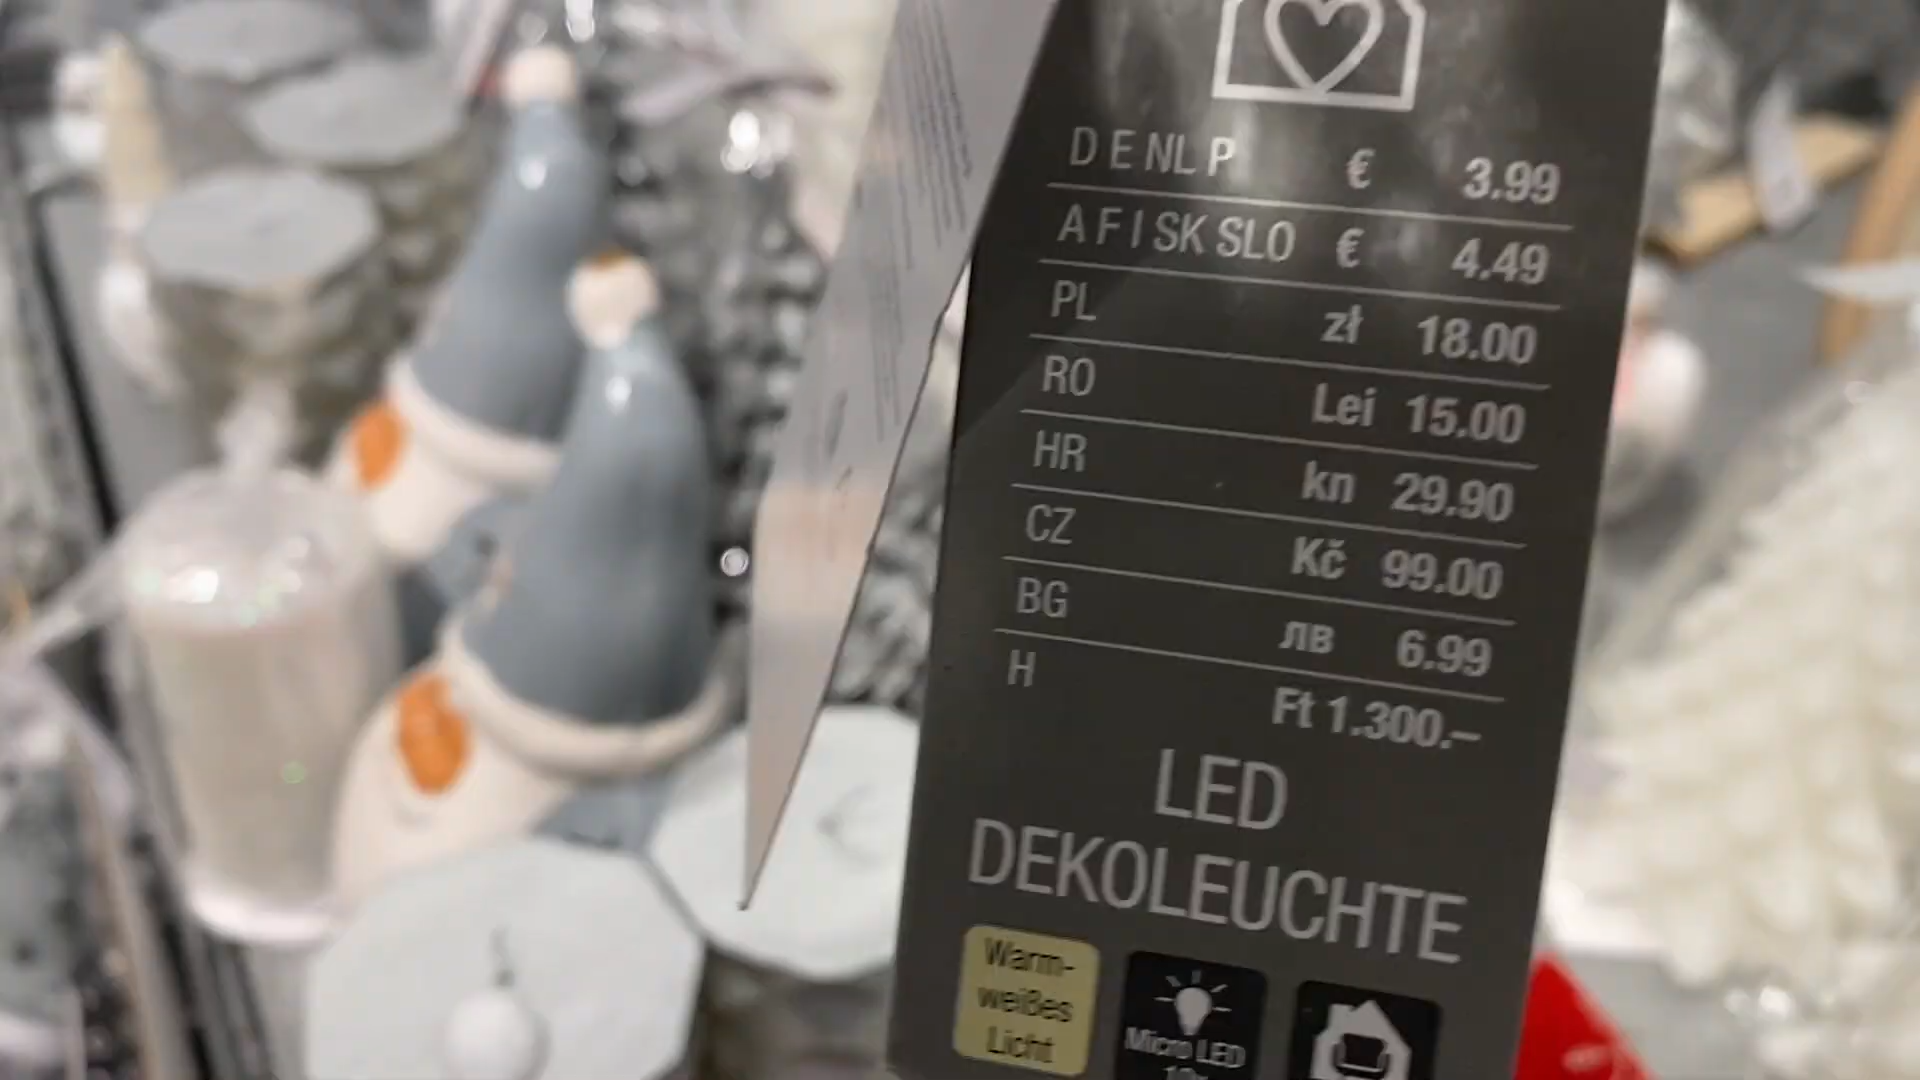 D E NL P € 3.99
A F I SK SLO € 4.49
PL zł 18.00
RO Lei 15.00
HR kn 29.90
CZ Kč 99.00
BG лв 6.99
H Ft 1.300.–
LED
DEKOLEUCHTE
Warm-
weißes
Licht
Micro LED